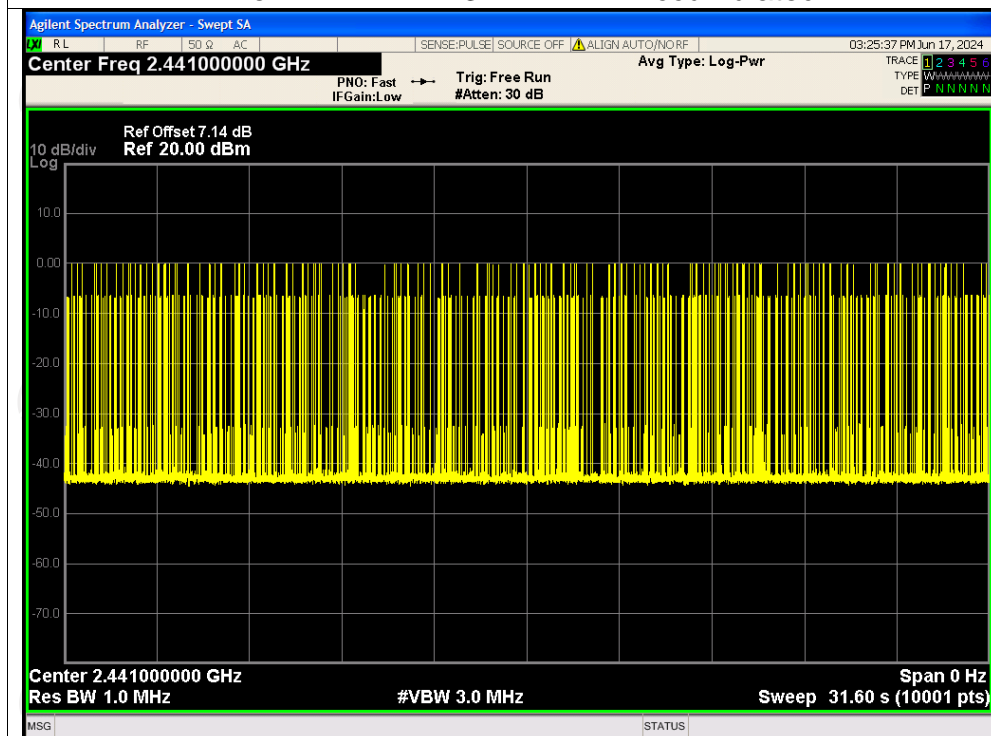 Agilent Spectrum Analyzer - Swept SA
LXI RL RF 50 Ω AC SENSE:PULSE SOURCE OFF ALIGN AUTO/NO RF 03:25:37 PM Jun 17, 2024
Center Freq 2.441000000 GHz Avg Type: Log-Pwr TRACE 1 2 3 4 5 6
PNO: Fast Trig: Free Run TYPE WWWWWW
IFGain:Low #Atten: 30 dB DET P N N N N N
Ref Offset 7.14 dB
10 dB/div Ref 20.00 dBm
Log
10.0
0.00
-10.0
-20.0
-30.0
-40.0
-50.0
-60.0
-70.0
Center 2.441000000 GHz Span 0 Hz
Res BW 1.0 MHz #VBW 3.0 MHz Sweep 31.60 s (10001 pts)
MSG STATUS